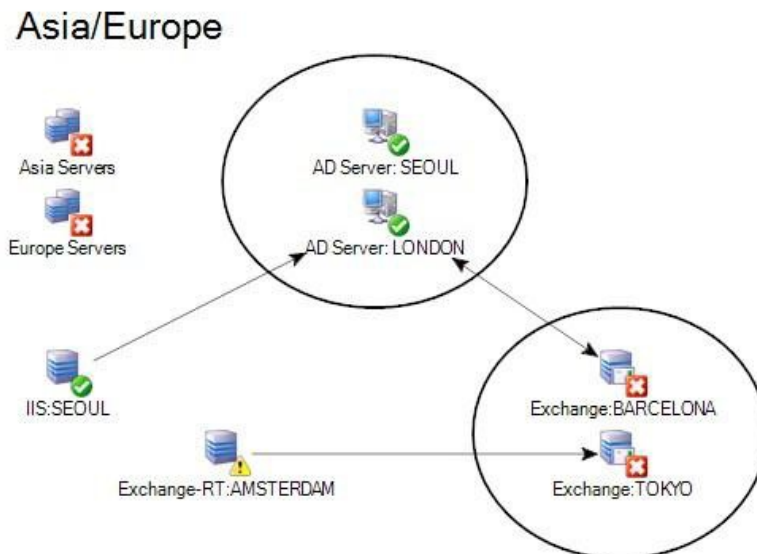 Asia/Europe
Asia Servers
AD Server: SEOUL
Europe Servers
AD Server: LONDON
IIS:SEOUL
Exchange:BARCELONA
Exchange-RT:AMSTERDAM
Exchange:TOKYO